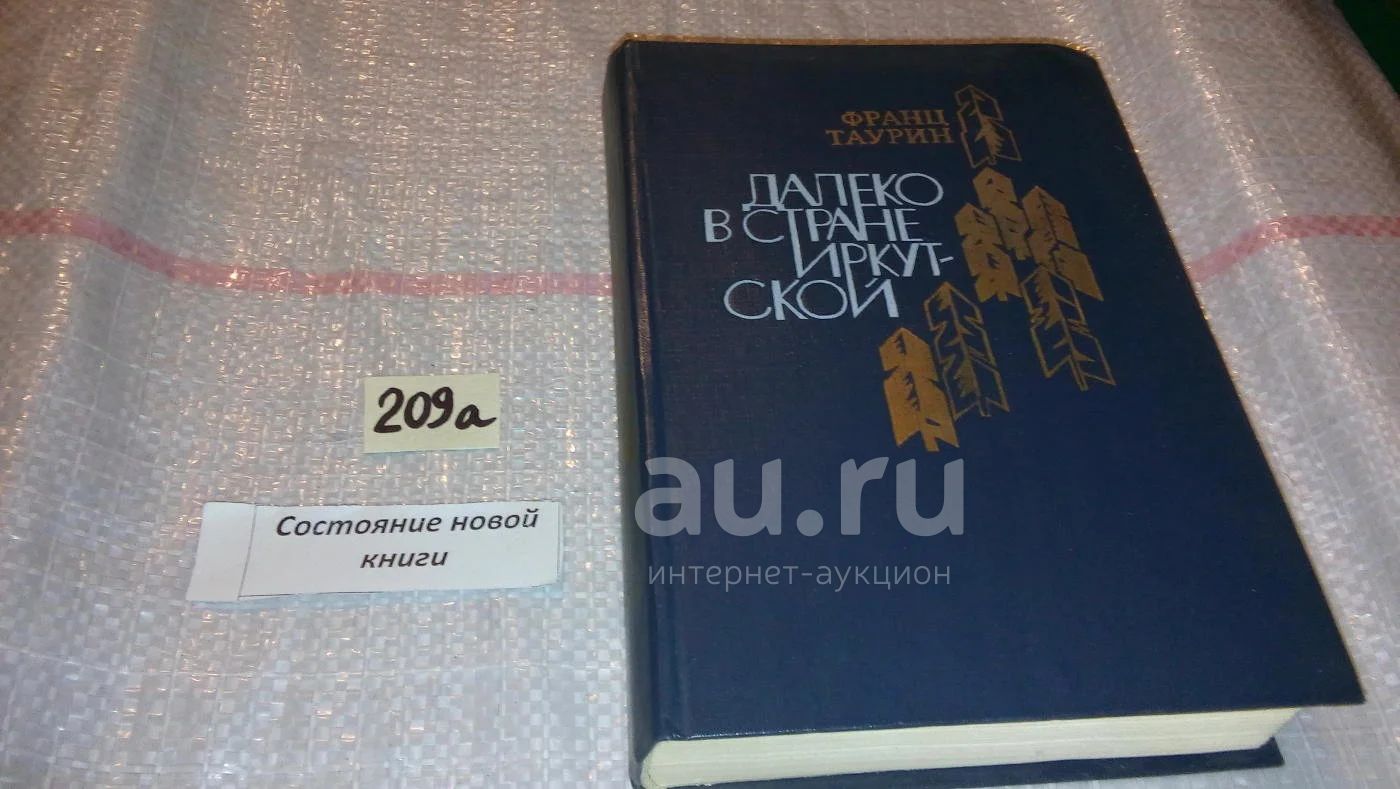 ФРАНЦ
ТАУРИН
ДАЛЕКО
В СТРАНЕ
ИРКУТ-
СКОЙ
209а
Состояние новой
книги
au.ru
интернет-аукцион